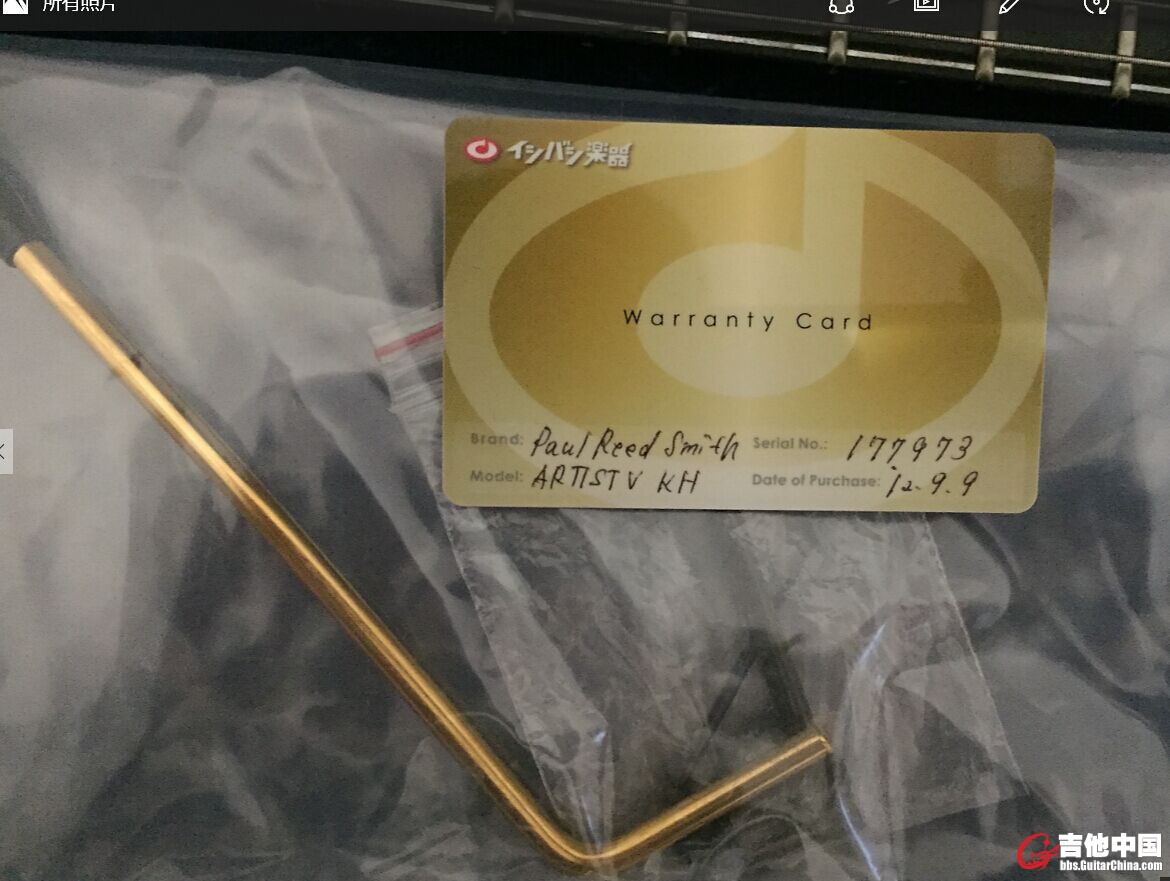 所有照片
イシバシ楽器
Warranty Card
Brand: Paul Reed Smith Serial No.: 177973
Model: ARTIST V KH Date of Purchase: '12.9.9
吉他中国
bbs.GuitarChina.com